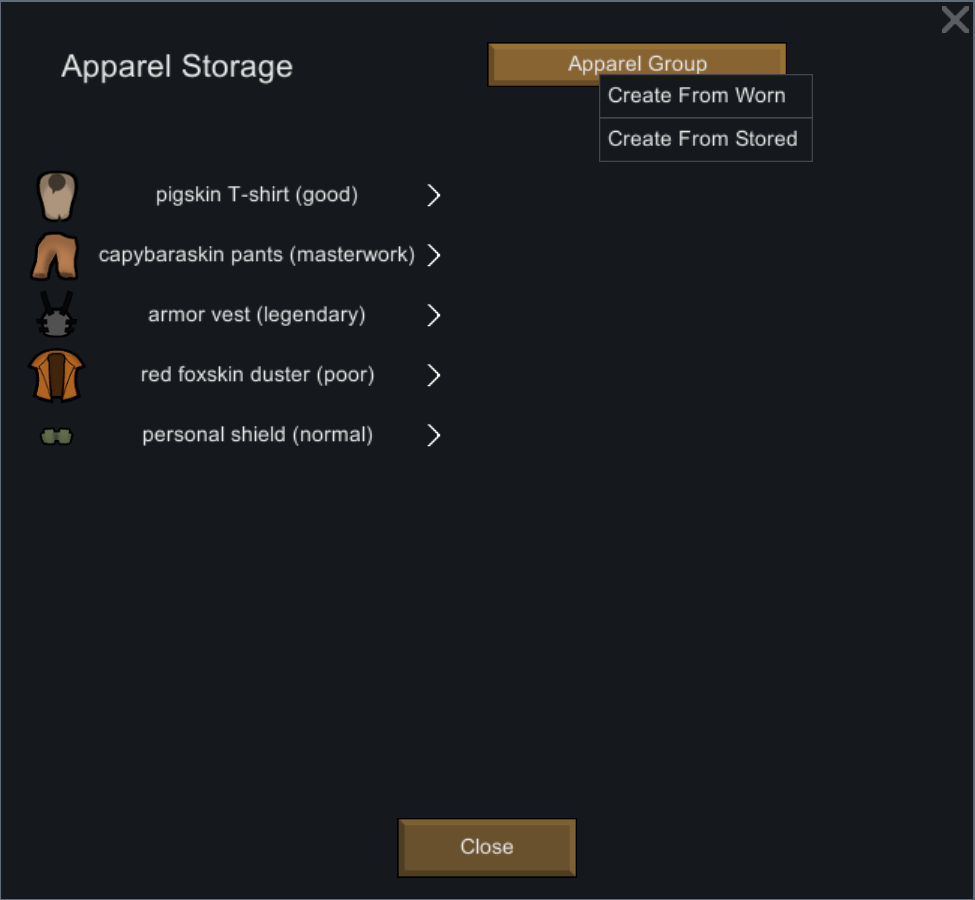 Apparel Storage
Apparel Group
Create From Worn
Create From Stored
pigskin T-shirt (good)
capybaraskin pants (masterwork)
armor vest (legendary)
red foxskin duster (poor)
personal shield (normal)
Close